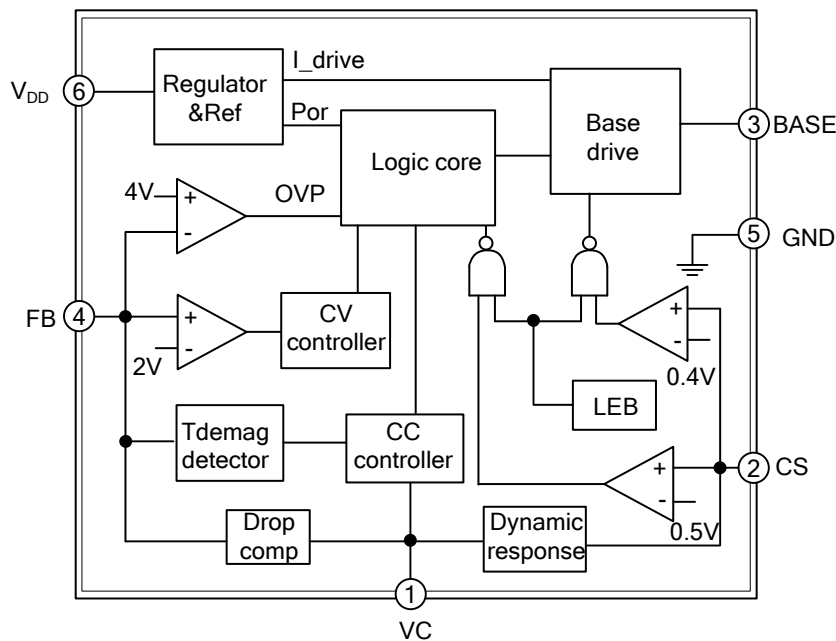 V_DD
6
Regulator
&Ref
I_drive
Por
Logic core
Base
drive
3
BASE
4V
+
-
OVP
5
GND
FB
4
+
-
2V
CV
controller
+
-
0.4V
LEB
Tdemag
detector
CC
controller
+
-
0.5V
2
CS
Drop
comp
Dynamic
response
1
VC